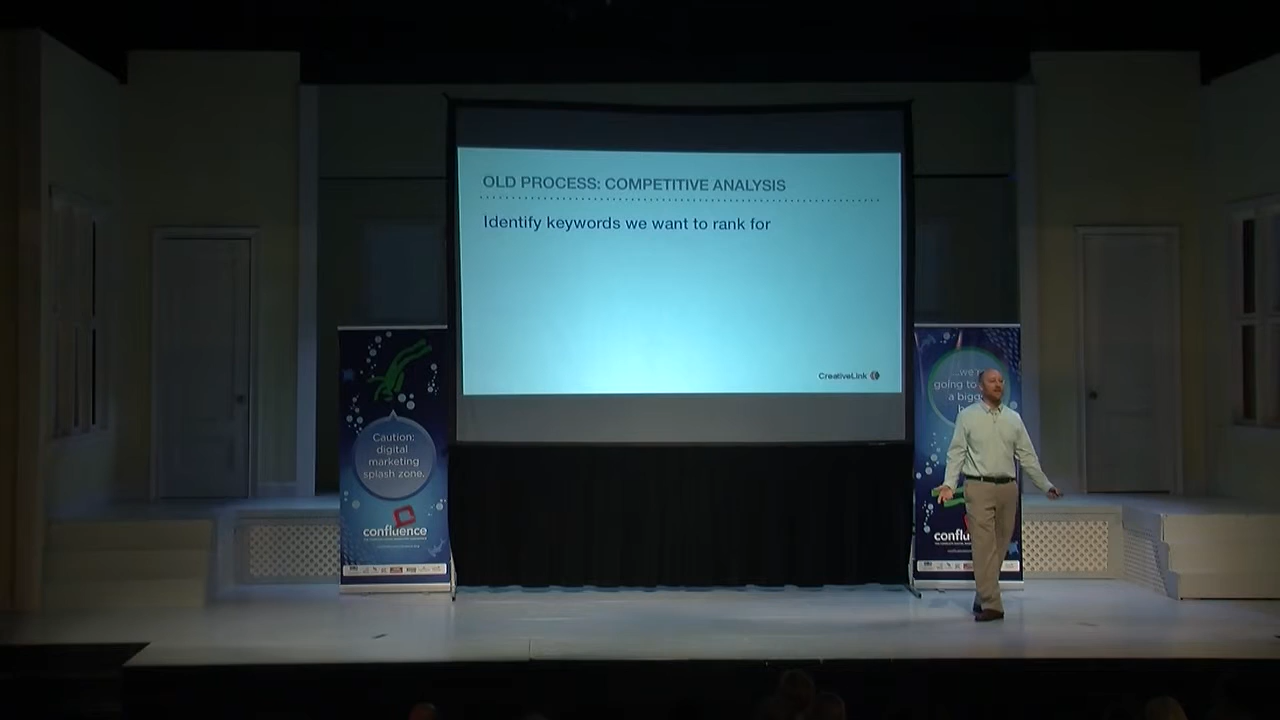 OLD PROCESS: COMPETITIVE ANALYSIS
Identify keywords we want to rank for
CreativeLink
Caution:
digital
marketing
splash zone.
confluence
...we'r
going to
a bigg
b
conflu